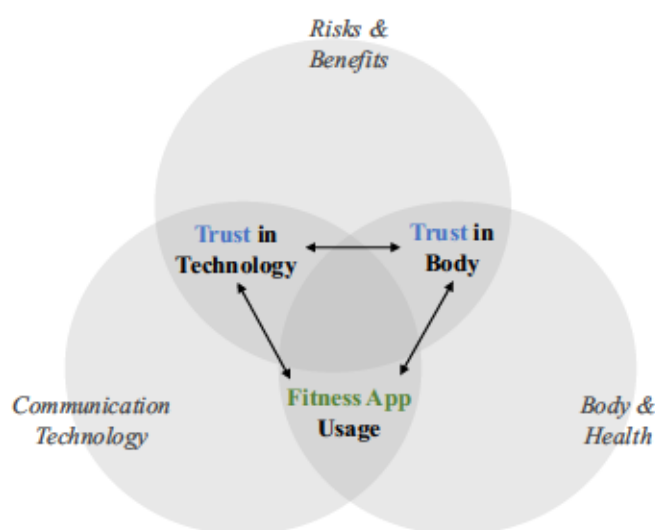 Risks &
Benefits
Trust in
Technology
Trust in
Body
Fitness App
Usage
Communication
Technology
Body &
Health